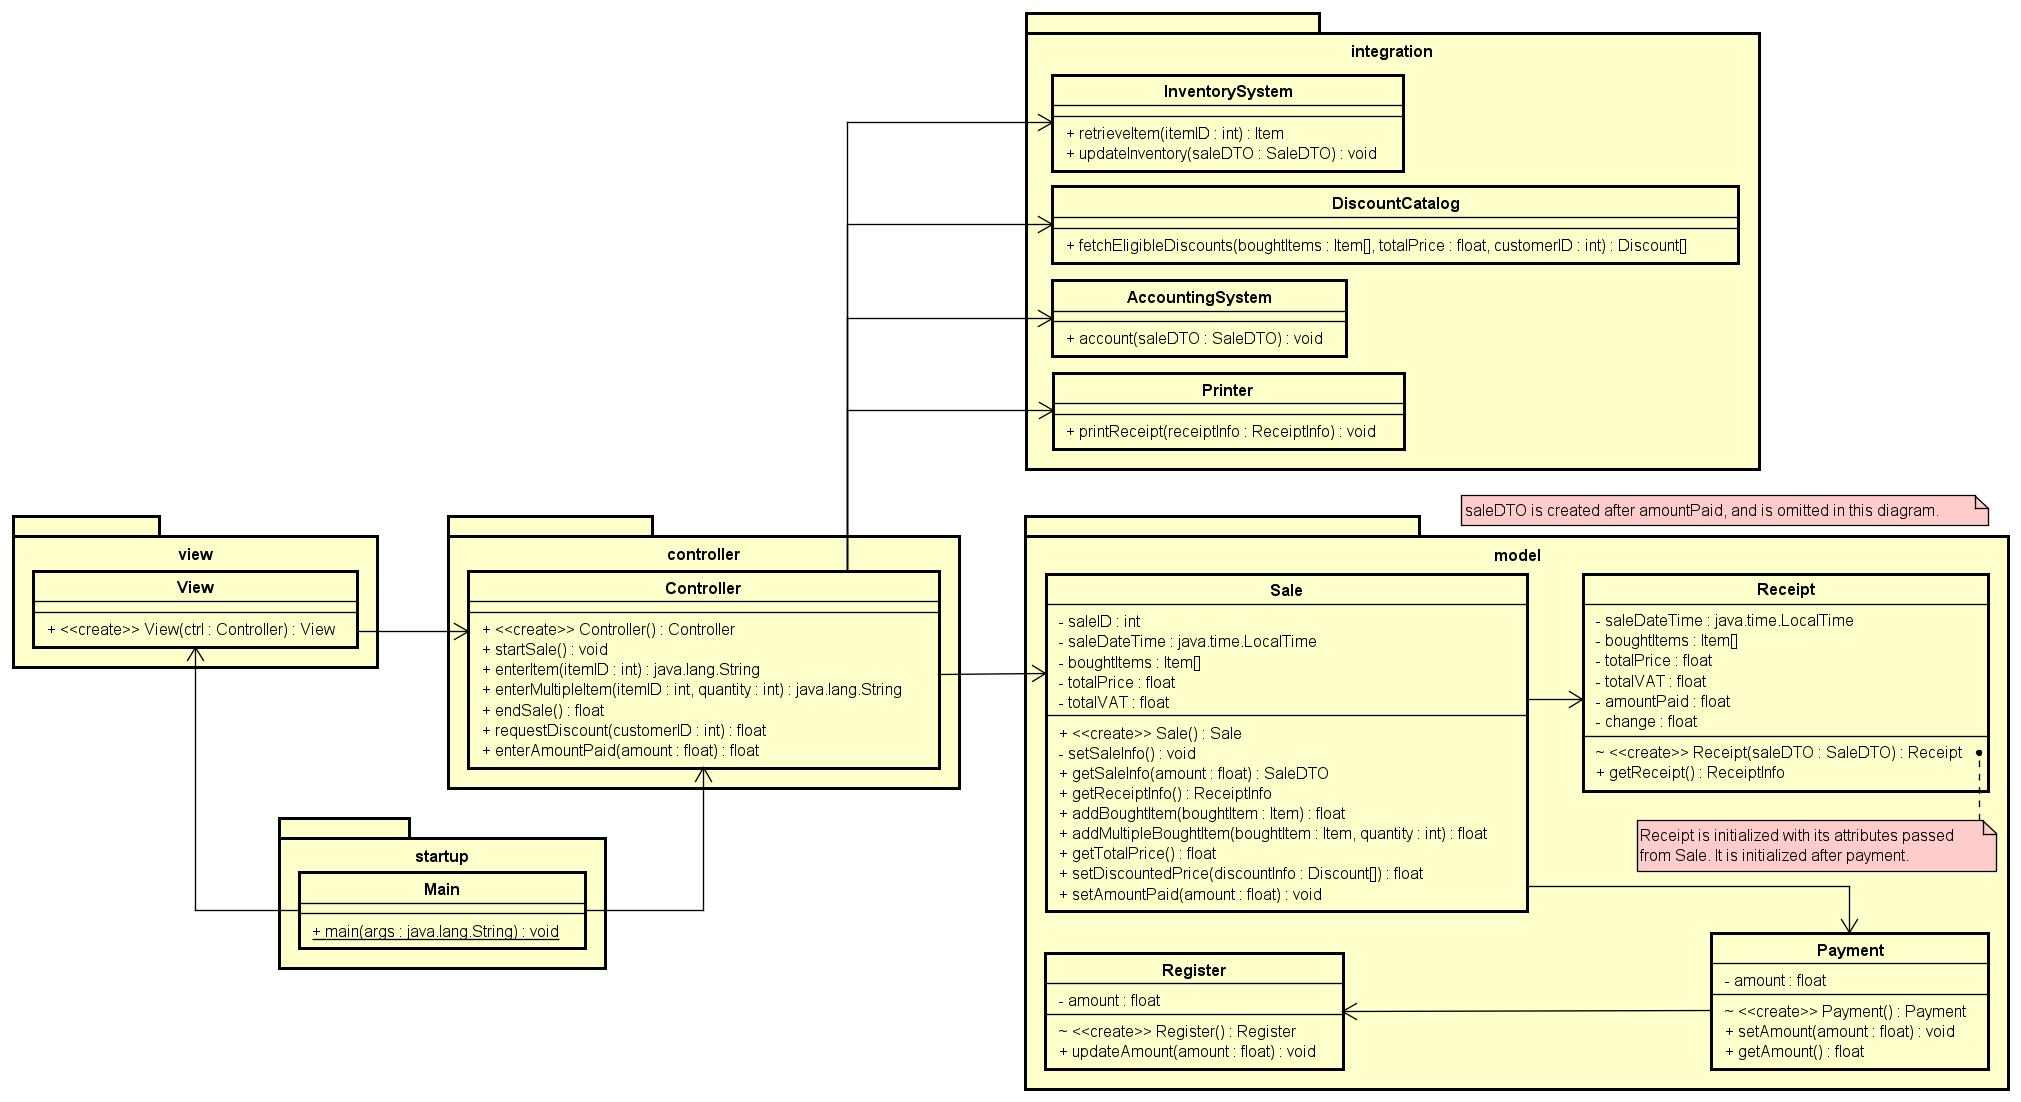 integration
InventorySystem
+ retrieveItem(itemID : int) : Item
+ updateInventory(saleDTO : SaleDTO) : void
DiscountCatalog
+ fetchEligibleDiscounts(boughtItems : Item[], totalPrice : float, customerID : int) : Discount[]
AccountingSystem
+ account(saleDTO : SaleDTO) : void
Printer
+ printReceipt(receiptInfo : ReceiptInfo) : void
view
View
+ <<create>> View(ctrl : Controller) : View
controller
Controller
+ <<create>> Controller() : Controller
+ startSale() : void
+ enterItem(itemID : int) : java.lang.String
+ enterMultipleItem(itemID : int, quantity : int) : java.lang.String
+ endSale() : float
+ requestDiscount(customerID : int) : float
+ enterAmountPaid(amount : float) : float
startup
Main
+ main(args : java.lang.String) : void
saleDTO is created after amountPaid, and is omitted in this diagram.
model
Sale
- saleID : int
- saleDateTime : java.time.LocalTime
- boughtItems : Item[]
- totalPrice : float
- totalVAT : float
+ <<create>> Sale() : Sale
- setSaleInfo() : void
+ getSaleInfo(amount : float) : SaleDTO
+ getReceiptInfo() : ReceiptInfo
+ addBoughtItem(boughtItem : Item) : float
+ addMultipleBoughtItem(boughtItem : Item, quantity : int) : float
+ getTotalPrice() : float
+ setDiscountedPrice(discountInfo : Discount[]) : float
+ setAmountPaid(amount : float) : void
Receipt
- saleDateTime : java.time.LocalTime
- boughtItems : Item[]
- totalPrice : float
- totalVAT : float
- amountPaid : float
- change : float
~ <<create>> Receipt(saleDTO : SaleDTO) : Receipt
+ getReceipt() : ReceiptInfo
Receipt is initialized with its attributes passed
from Sale. It is initialized after payment.
Register
- amount : float
~ <<create>> Register() : Register
+ updateAmount(amount : float) : void
Payment
- amount : float
~ <<create>> Payment() : Payment
+ setAmount(amount : float) : void
+ getAmount() : float